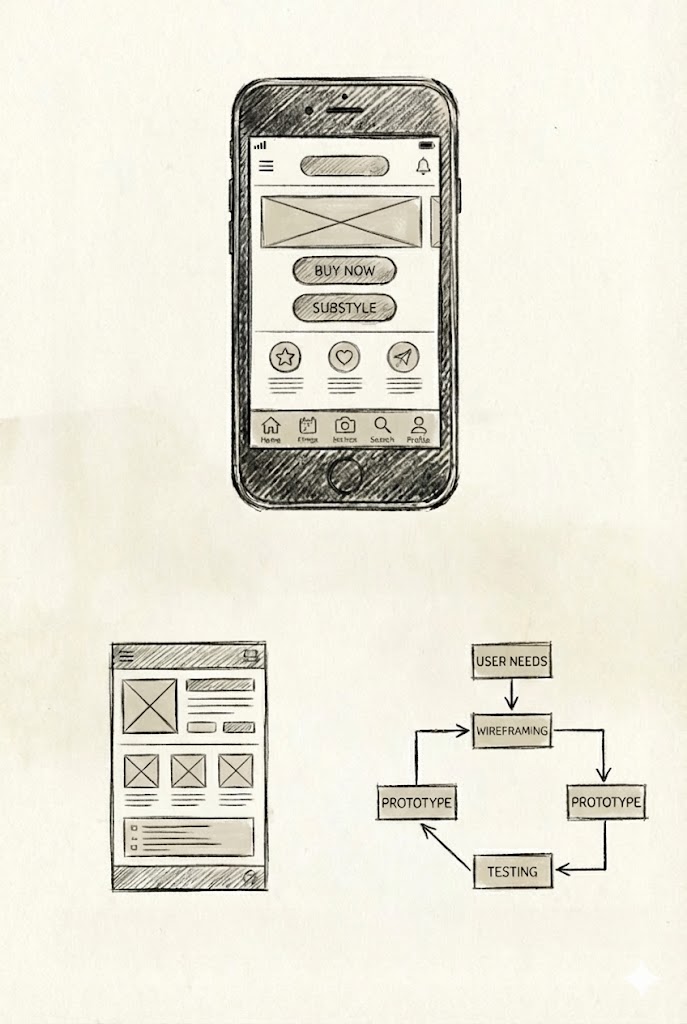 BUY NOW
SUBSTYLE
Home
Search
Profile
USER NEEDS
WIREFRAMING
PROTOTYPE
PROTOTYPE
TESTING